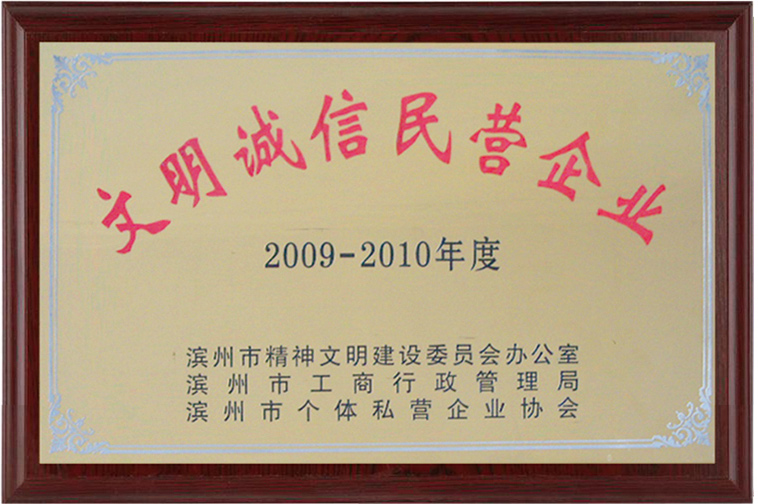 文明诚信民营企业
2009-2010年度
滨州市精神文明建设委员会办公室
滨州市工商行政管理局
滨州市个体私营企业协会